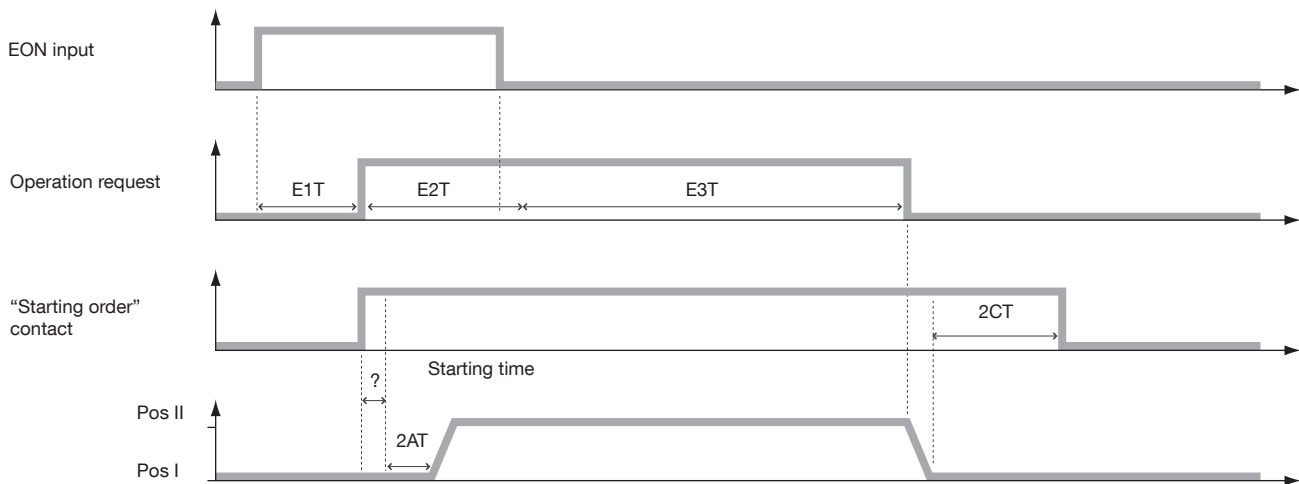 EON input
Operation request
E1T
E2T
E3T
“Starting order”
contact
2CT
Starting time
?
Pos II
2AT
Pos I